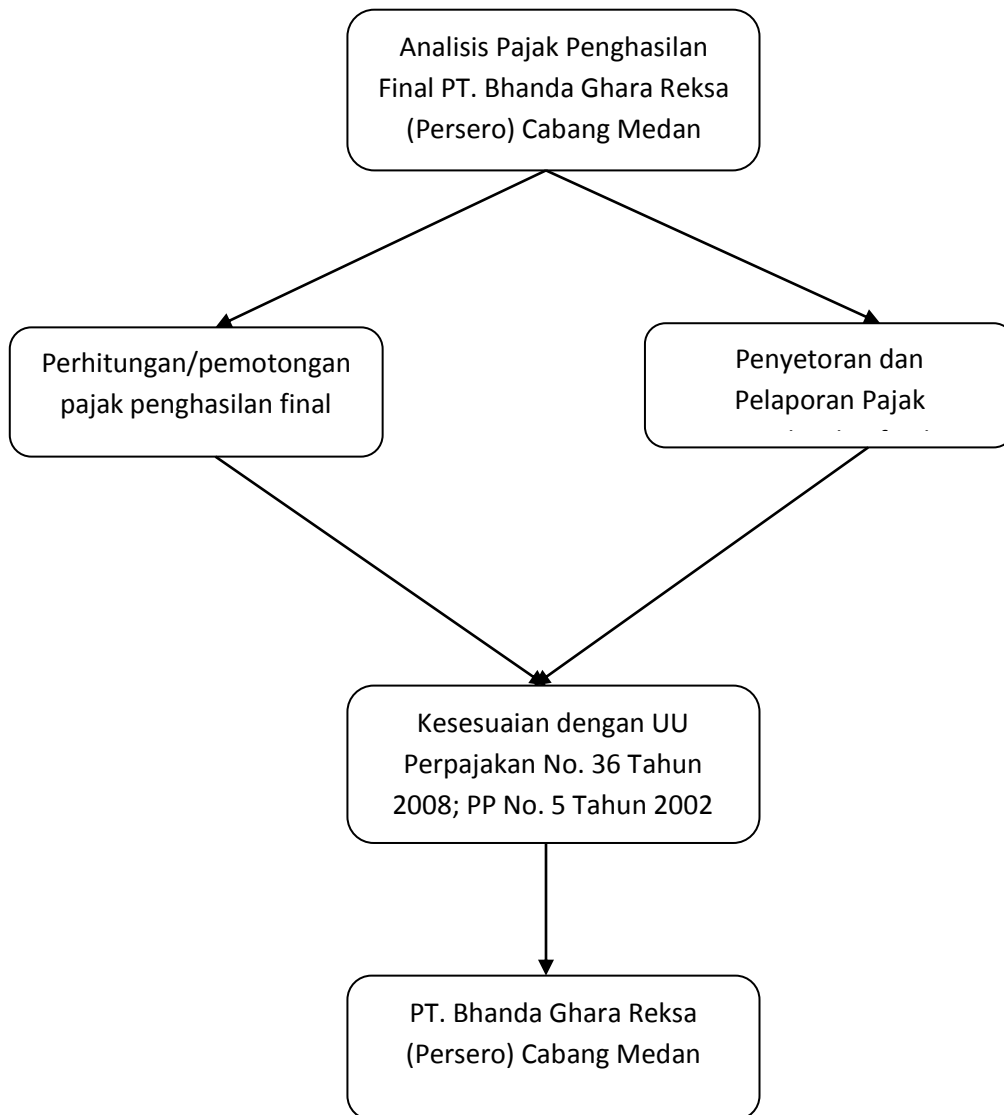 Analisis Pajak Penghasilan
Final PT. Bhanda Ghara Reksa
(Persero) Cabang Medan
Perhitungan/pemotongan
pajak penghasilan final
Penyetoran dan
Pelaporan Pajak
Kesesuaian dengan UU
Perpajakan No. 36 Tahun
2008; PP No. 5 Tahun 2002
PT. Bhanda Ghara Reksa
(Persero) Cabang Medan